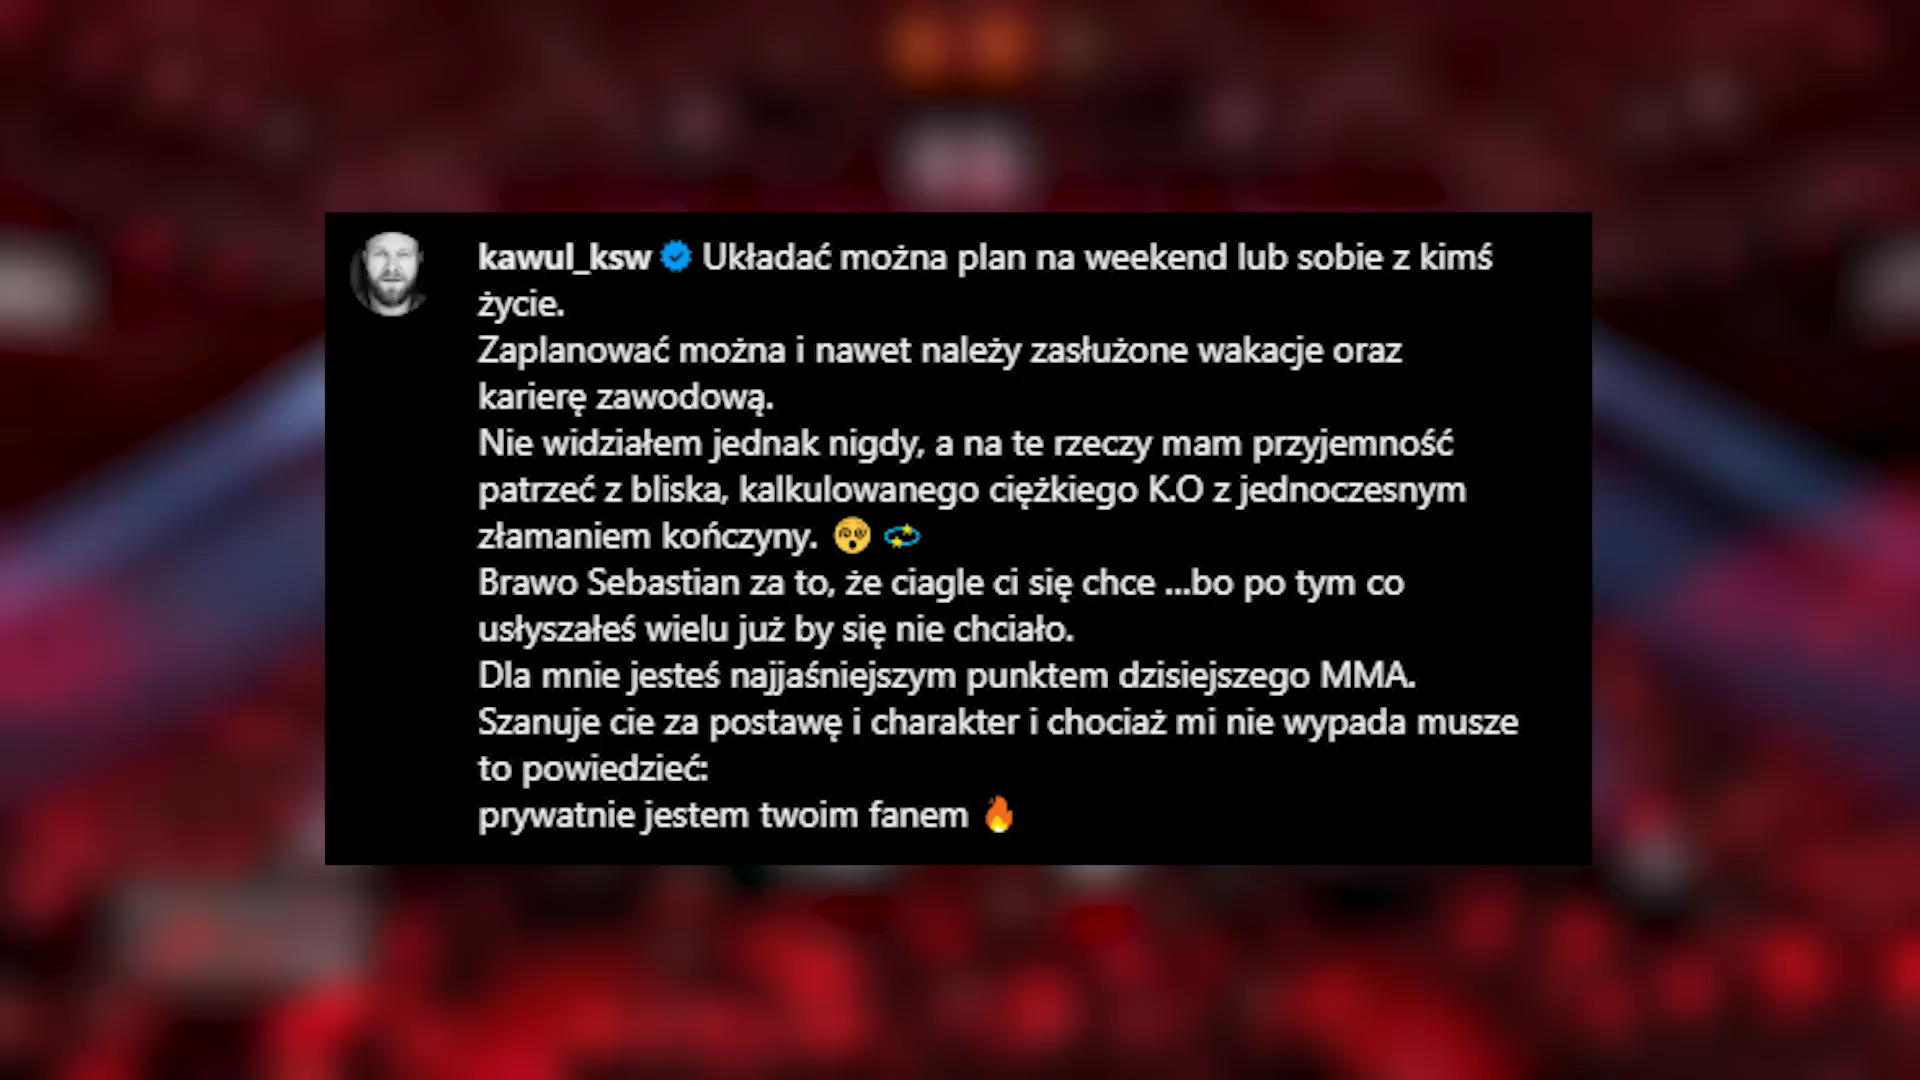 kawul_ksw Układać można plan na weekend lub sobie z kimś
życie.
Zaplanować można i nawet należy zasłużone wakacje oraz
karierę zawodową.
Nie widziałem jednak nigdy, a na te rzeczy mam przyjemność
patrzeć z bliska, kalkulowanego ciężkiego K.O z jednoczesnym
złamaniem kończyny. 😵‍💫
Brawo Sebastian za to, że ciagle ci się chce ...bo po tym co
usłyszałeś wielu już by się nie chciało.
Dla mnie jesteś najjaśniejszym punktem dzisiejszego MMA.
Szanuje cie za postawę i charakter i chociaż mi nie wypada musze
to powiedzieć:
prywatnie jestem twoim fanem 🔥